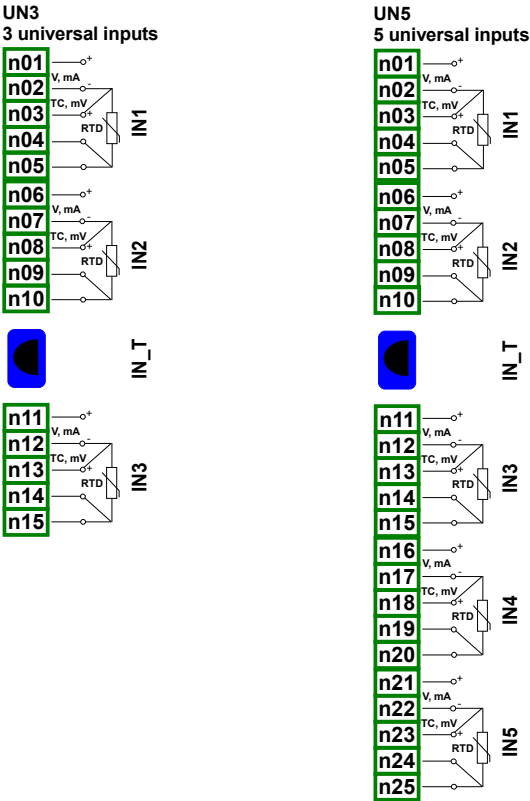 UN3
3 universal inputs
n01 +
V, mA
n02 -
TC, mV
n03 +
RTD
n04
n05
IN1
n06 +
V, mA
n07 -
TC, mV
n08 +
RTD
n09
n10
IN2
IN_T
n11 +
V, mA
n12 -
TC, mV
n13 +
RTD
n14
n15
IN3
UN5
5 universal inputs
n01 +
V, mA
n02 -
TC, mV
n03 +
RTD
n04
n05
IN1
n06 +
V, mA
n07 -
TC, mV
n08 +
RTD
n09
n10
IN2
IN_T
n11 +
V, mA
n12 -
TC, mV
n13 +
RTD
n14
n15
IN3
n16 +
V, mA
n17 -
TC, mV
n18 +
RTD
n19
n20
IN4
n21 +
V, mA
n22 -
TC, mV
n23 +
RTD
n24
n25
IN5